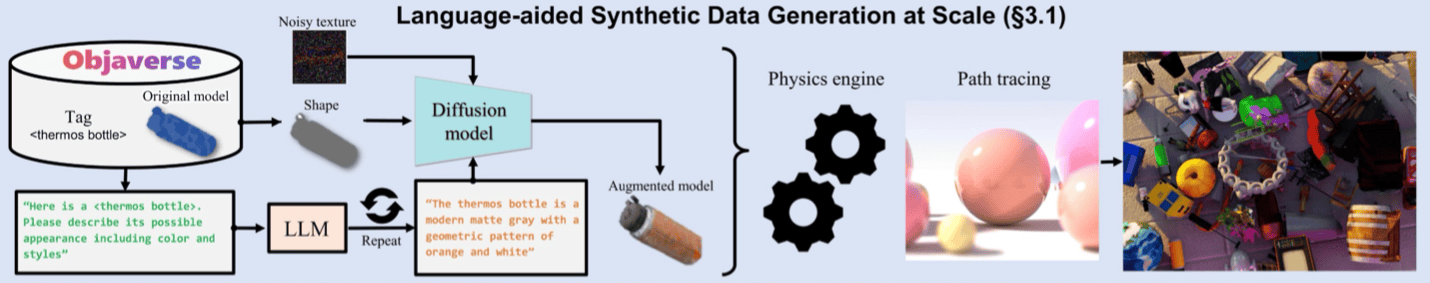 Language-aided Synthetic Data Generation at Scale (§3.1)
Noisy texture
Objaverse
Original model
Tag
<thermos bottle>
Shape
Diffusion
model
Physics engine
Path tracing
Augmented model
"Here is a <thermos bottle>.
Please describe its possible
appearance including color and
styles"
LLM
Repeat
"The thermos bottle is a
modern matte gray with a
geometric pattern of
orange and white"